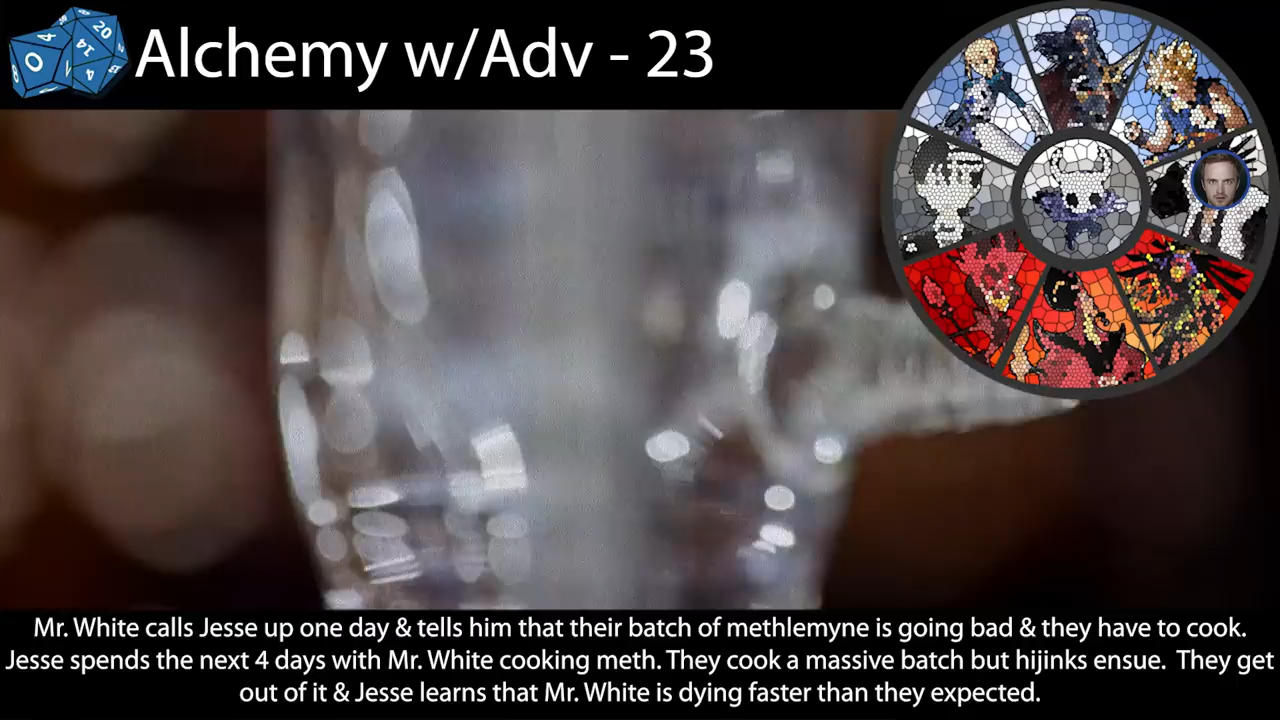 Alchemy w/Adv - 23
Mr. White calls Jesse up one day & tells him that their batch of methlemyne is going bad & they have to cook.
Jesse spends the next 4 days with Mr. White cooking meth. They cook a massive batch but hijinks ensue.  They get
out of it & Jesse learns that Mr. White is dying faster than they expected.